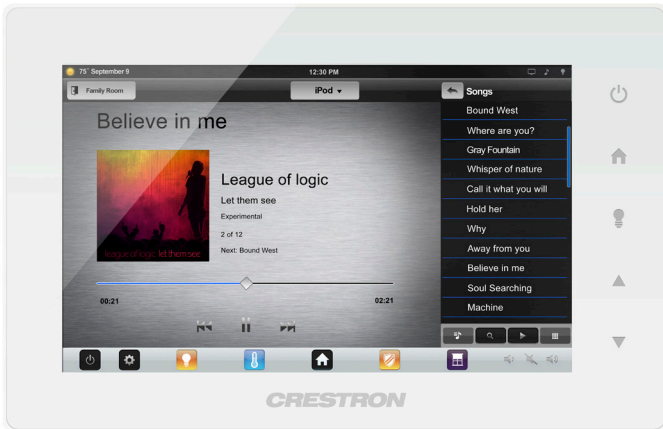 75° September 9
12:30 PM
Family Room
iPod
Songs
Believe in me
League of logic
Let them see
Experimental
2 of 12
Next: Bound West
league of logic let them see
00:21
02:21
Bound West
Where are you?
Gray Fountain
Whisper of nature
Call it what you will
Hold her
Why
Away from you
Believe in me
Soul Searching
Machine
CRESTRON